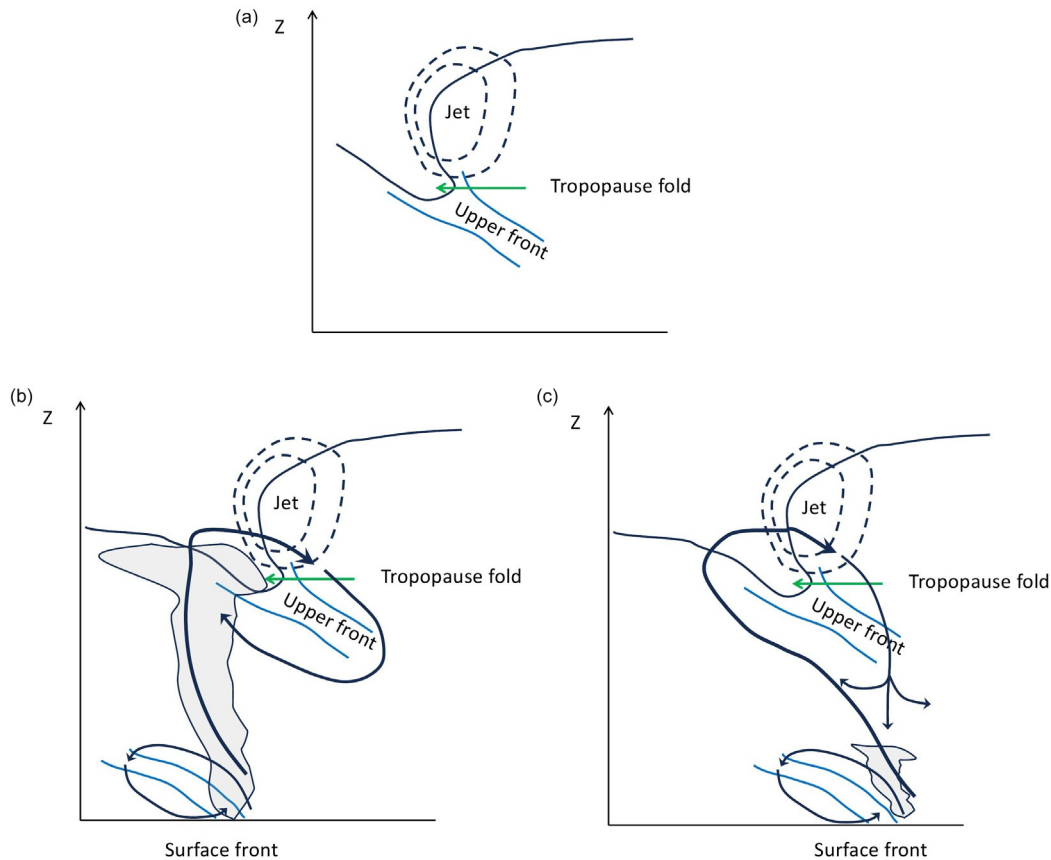 (a)
Z
Jet
Tropopause fold
Upper front
(b)
Z
Jet
Tropopause fold
Upper front
Surface front
(c)
Z
Jet
Tropopause fold
Upper front
Surface front